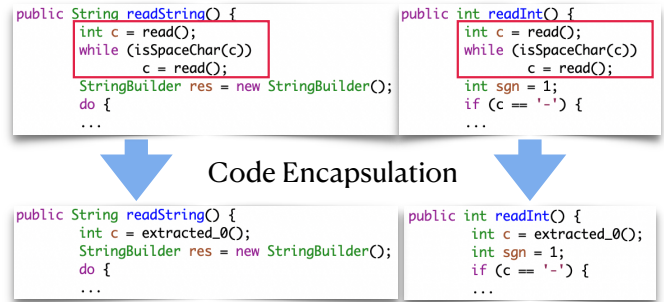 public String readString() {
int c = read();
while (isSpaceChar(c))
c = read();
StringBuilder res = new StringBuilder();
do {
...
public int readInt() {
int c = read();
while (isSpaceChar(c))
c = read();
int sgn = 1;
if (c == '-') {
...
Code Encapsulation
public String readString() {
int c = extracted_0();
StringBuilder res = new StringBuilder();
do {
...
public int readInt() {
int c = extracted_0();
int sgn = 1;
if (c == '-') {
...